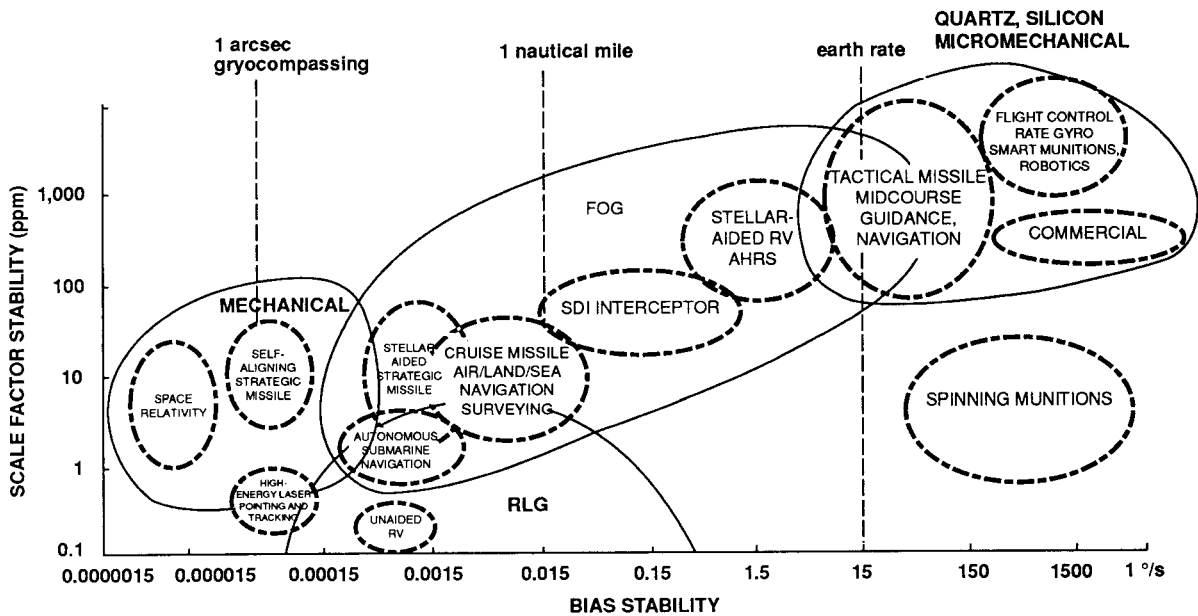 QUARTZ, SILICON
MICROMECHANICAL
1 arcsec
gryocompassing
1 nautical mile
earth rate
FLIGHT CONTROL
RATE GYRO
SMART MUNITIONS,
ROBOTICS
TACTICAL MISSILE
MIDCOURSE
GUIDANCE,
NAVIGATION
COMMERCIAL
FOG
STELLAR-
AIDED RV
AHRS
SDI INTERCEPTOR
MECHANICAL
SPACE
RELATIVITY
SELF-
ALIGNING
STRATEGIC
MISSILE
STELLAR
AIDED
STRATEGIC
MISSILE
CRUISE MISSILE
AIR/LAND/SEA
NAVIGATION
SURVEYING
AUTONOMOUS
SUBMARINE
NAVIGATION
HIGH-
ENERGY LASER
POINTING AND
TRACKING
UNAIDED
RV
RLG
SPINNING MUNITIONS
SCALE FACTOR STABILITY (ppm)
1,000
100
10
1
0.1
0.0000015
0.000015
0.00015
0.0015
0.015
0.15
1.5
15
150
1500
1 °/s
BIAS STABILITY